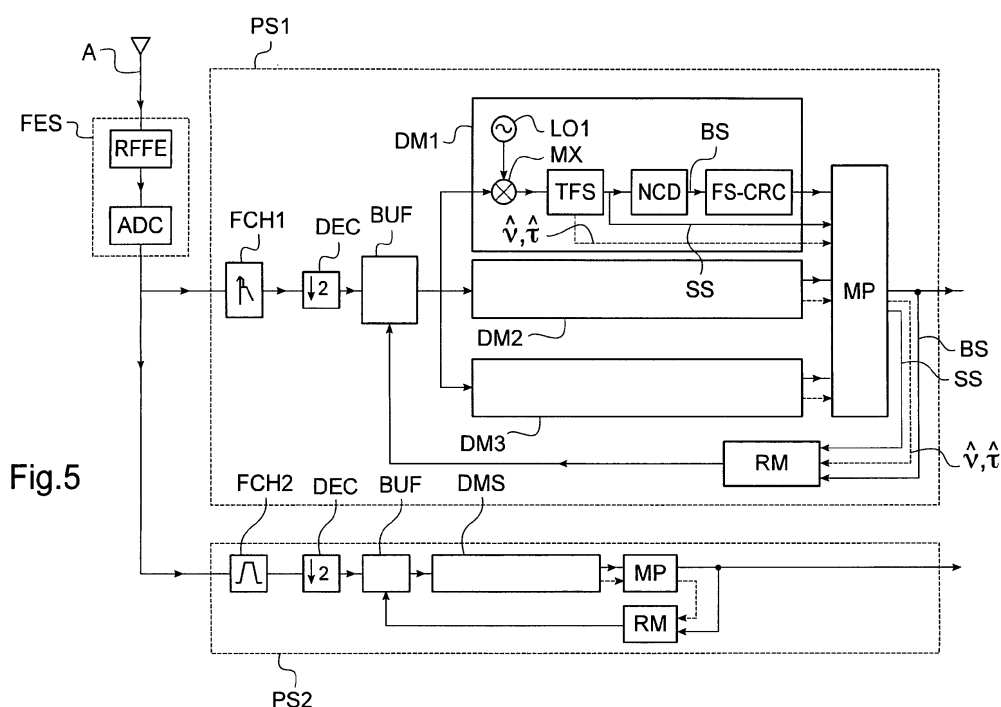 PS1
A
FES
RFFE
ADC
FCH1
DEC
↓2
BUF
DM1
LO1
MX
TFS
NCD
BS
FS-CRC
ν̂,τ̂
SS
MP
DM2
DM3
BS
SS
RM
ν̂,τ̂
Fig.5
FCH2
DEC
↓2
BUF
DMS
MP
RM
PS2